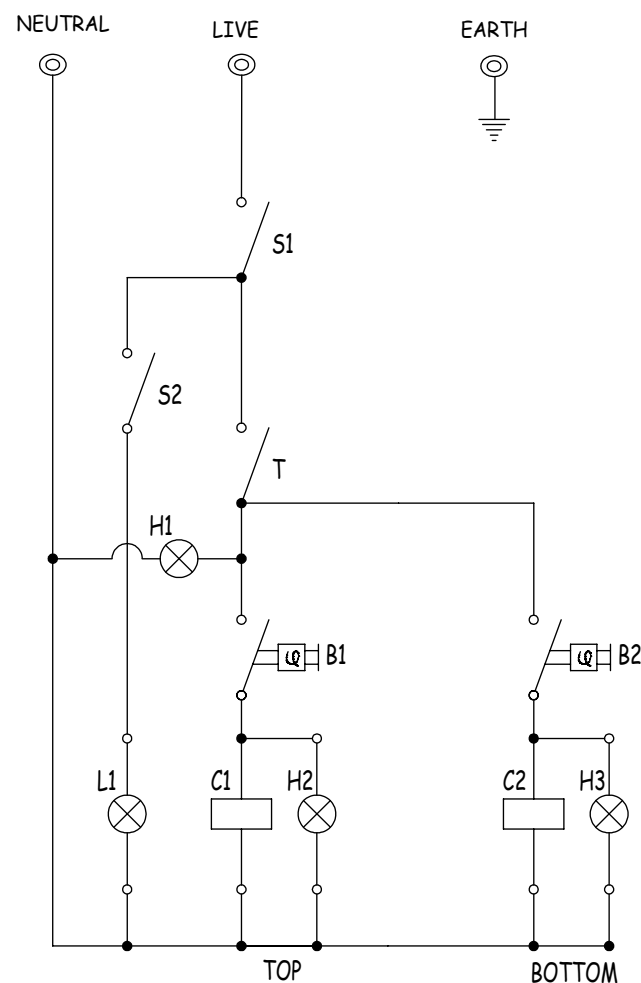 NEUTRAL
LIVE
EARTH
S1
S2
T
H1
φ B1
φ B2
L1
C1
H2
C2
H3
TOP
BOTTOM